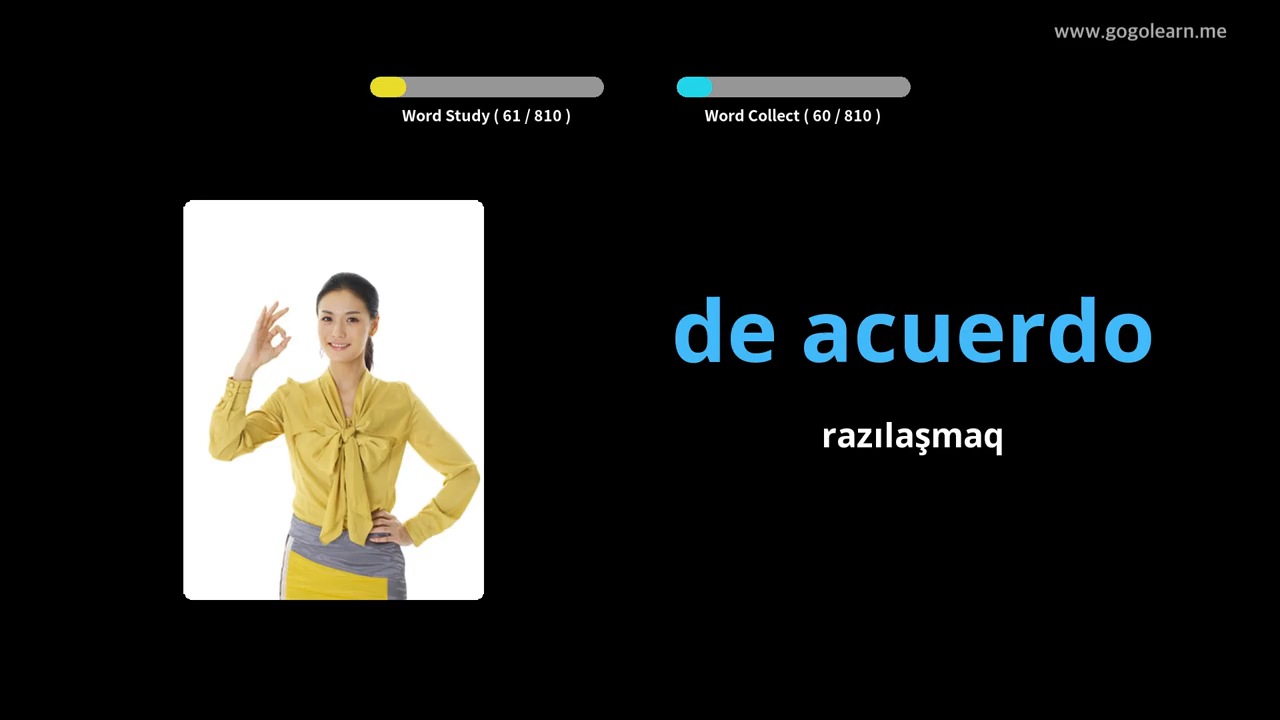 www.gogolearn.me
Word Study ( 61 / 810 )
Word Collect ( 60 / 810 )
de acuerdo
razılaşmaq